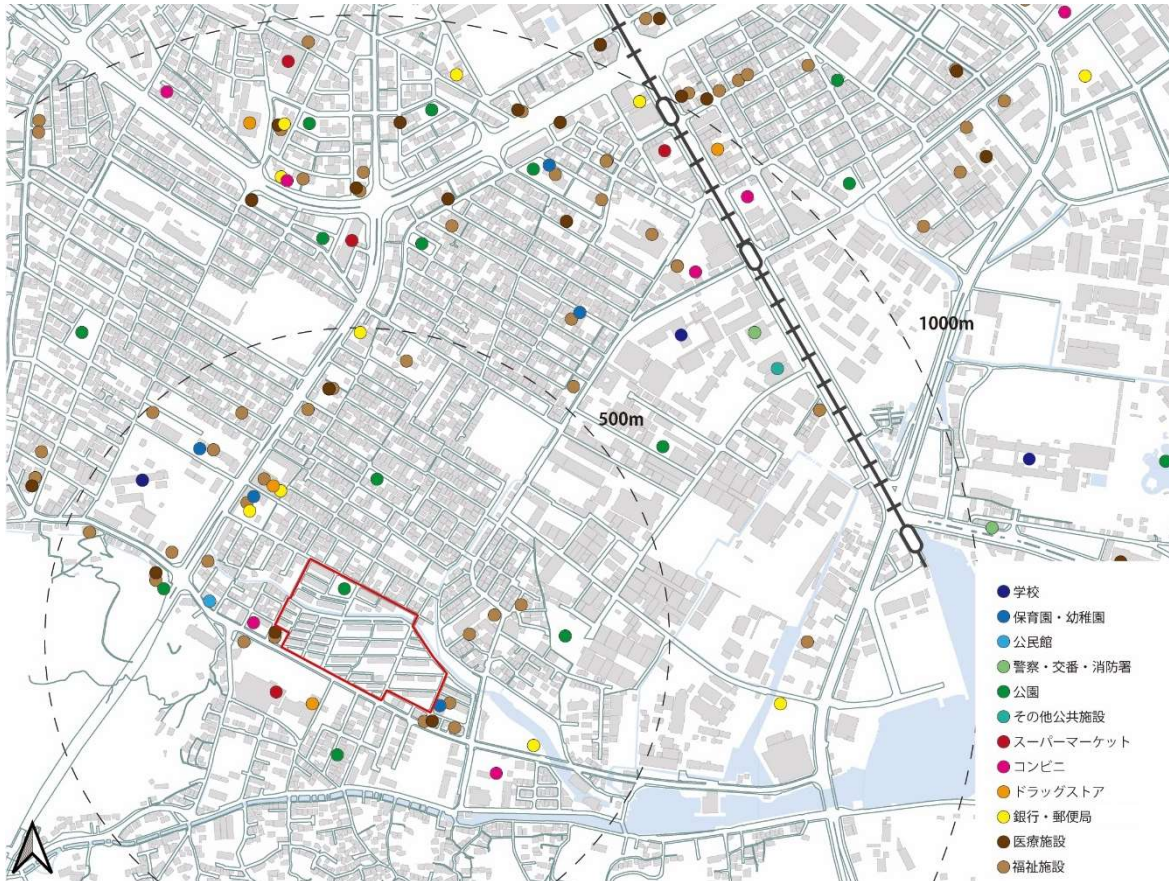 1000m
500m
学校
保育園・幼稚園
公民館
警察・交番・消防署
公園
その他公共施設
スーパーマーケット
コンビニ
ドラッグストア
銀行・郵便局
医療施設
福祉施設